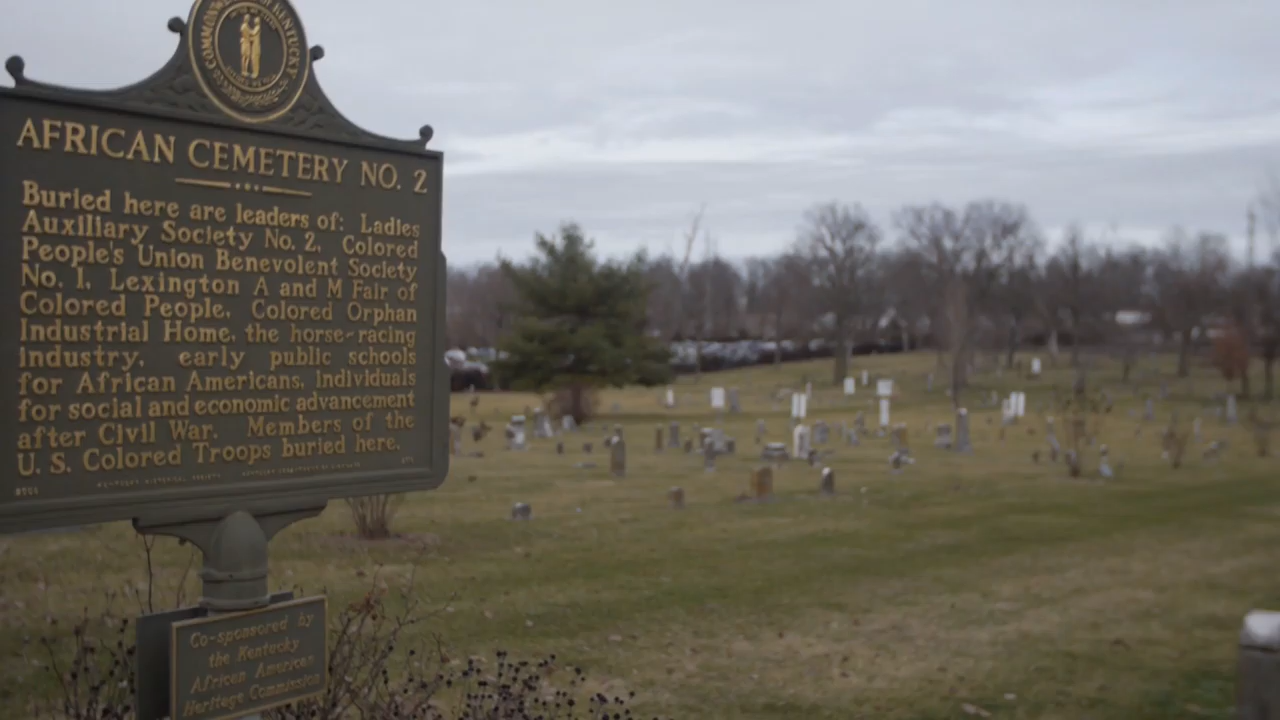 COMMONWEALTH OF KENTUCKY
AFRICAN CEMETERY NO. 2
Buried here are leaders of: Ladies
Auxiliary Society No. 2, Colored
People's Union Benevolent Society
No. 1, Lexington A and M Fair of
Colored People, Colored Orphan
Industrial Home, the horse-racing
industry, early public schools
for African Americans, individuals
for social and economic advancement
after Civil War. Members of the
U. S. Colored Troops buried here.
Co-sponsored by
the Kentucky
African American
Heritage Commission